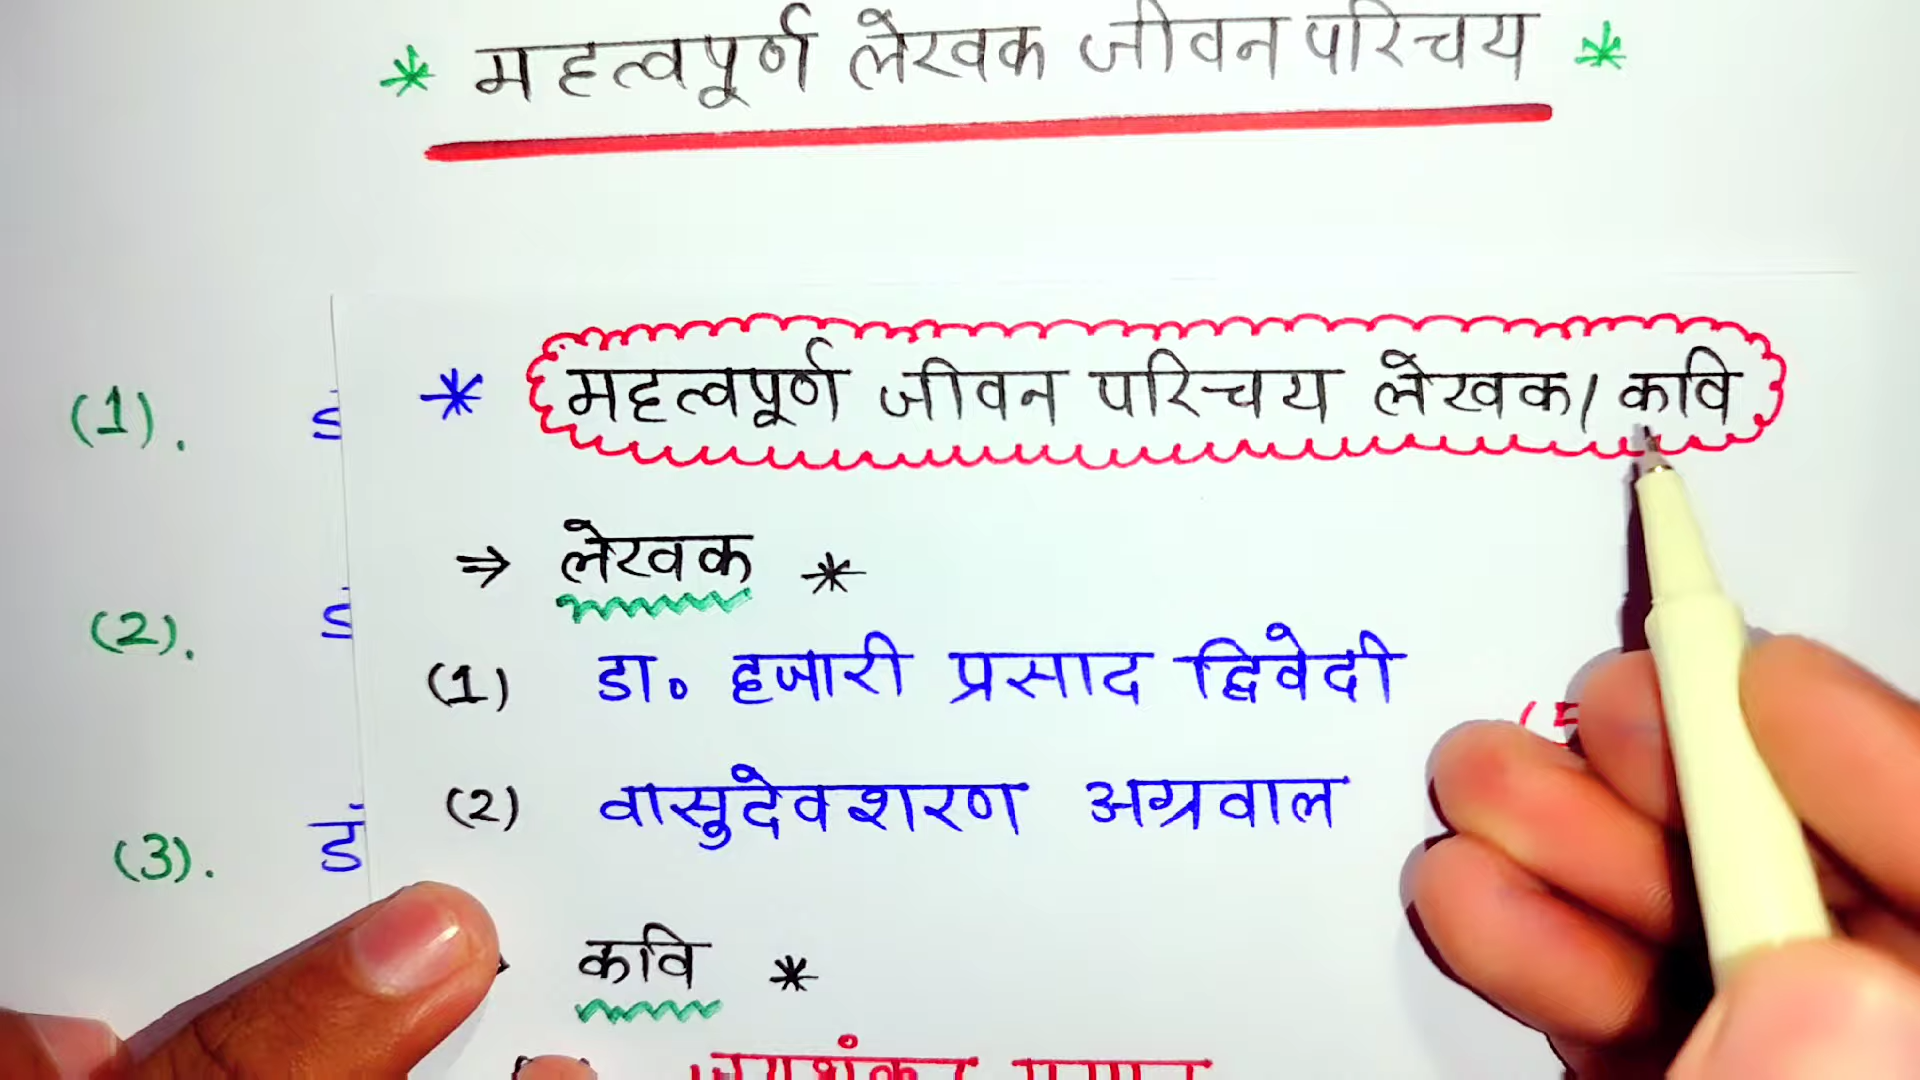 * महत्वपूर्ण लेखक जीवन परिचय *
* महत्वपूर्ण जीवन परिचय लेखक/ कवि
(1).
⇒ लेखक *
(2).
(1) डा० हजारी प्रसाद द्विवेदी
(2) वासुदेवशरण अग्रवाल
(3).
कवि *